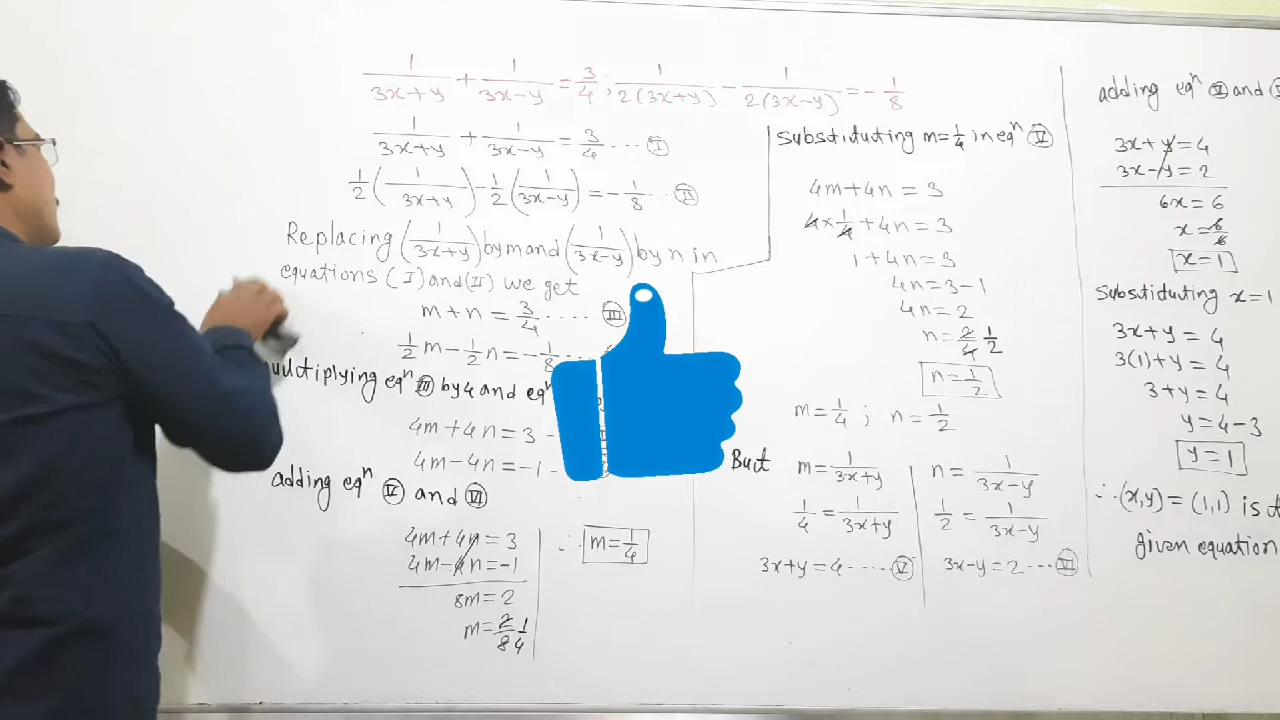 1/(3x+y) + 1/(3x-y) = 3/4 ; 1/2(3x+y) - 1/2(3x-y) = -1/8
1/(3x+y) + 1/(3x-y) = 3/4 ... (I)
1/2 (1/(3x+y)) - 1/2 (1/(3x-y)) = -1/8 ... (II)
Replacing (1/(3x+y)) by m and (1/(3x-y)) by n in
equations (I) and (II) we get
m+n = 3/4 .... (III)
1/2 m - 1/2 n = -1/8 ...
multiplying eqn (III) by 4 and eqn
4m+4n = 3 -
4m-4n = -1 -
adding eqn (V) and (VI)
4m+4n = 3
4m-4n = -1
8m = 2
m = 2/8 1/4
∴ m = 1/4
Substituting m = 1/4 in eqn (V)
4m+4n = 3
4×1/4 + 4n = 3
1+4n = 3
4n = 3-1
4n = 2
n = 2/4 1/2
n = 1/2
m = 1/4 ; n = 1/2
But m = 1/(3x+y)
1/4 = 1/(3x+y)
3x+y = 4 ..... (V)
n = 1/(3x-y)
1/2 = 1/(3x-y)
3x-y = 2 ... (VI)
adding eqn (V) and
3x+y = 4
3x-y = 2
6x = 6
x = 6/6
x = 1
Substituting x = 1
3x+y = 4
3(1)+y = 4
3+y = 4
y = 4-3
y = 1
∴ (x,y) = (1,1) is
given equation